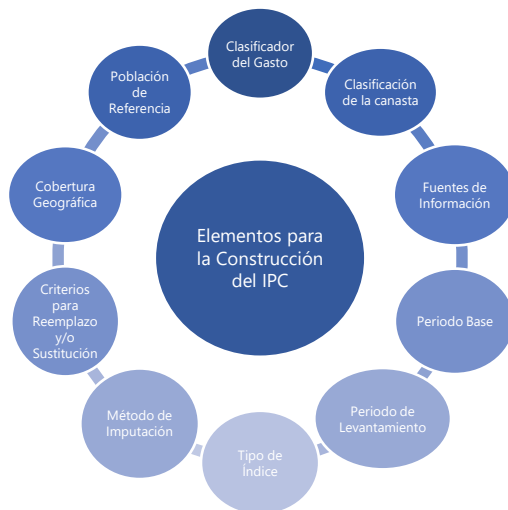 Clasificador
del Gasto
Clasificación
de la canasta
Fuentes de
Información
Periodo Base
Periodo de
Levantamiento
Tipo de
Índice
Método de
Imputación
Criterios
para
Reemplazo
y/o
Sustitución
Cobertura
Geográfica
Población
de
Referencia
Elementos para
la Construcción
del IPC